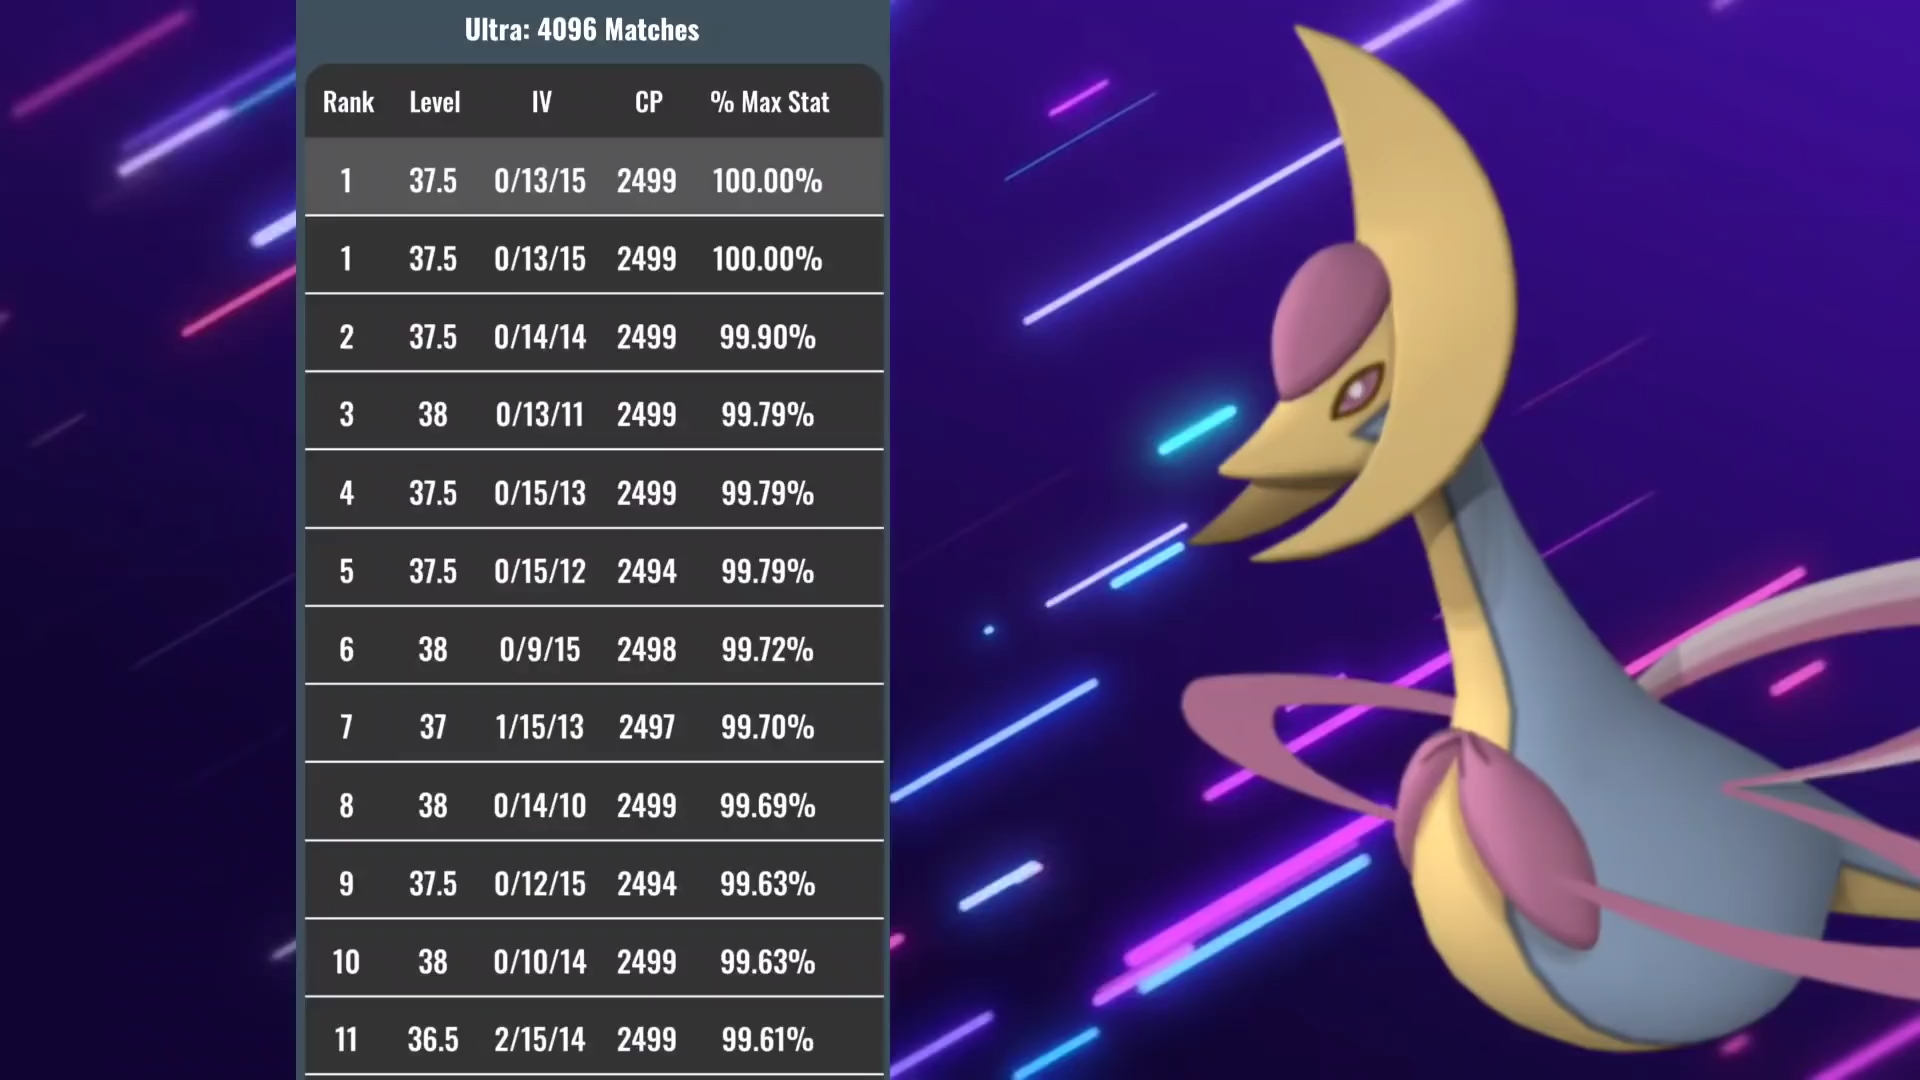 Ultra: 4096 Matches
Rank Level IV CP % Max Stat
1 37.5 0/13/15 2499 100.00%
1 37.5 0/13/15 2499 100.00%
2 37.5 0/14/14 2499 99.90%
3 38 0/13/11 2499 99.79%
4 37.5 0/15/13 2499 99.79%
5 37.5 0/15/12 2494 99.79%
6 38 0/9/15 2498 99.72%
7 37 1/15/13 2497 99.70%
8 38 0/14/10 2499 99.69%
9 37.5 0/12/15 2494 99.63%
10 38 0/10/14 2499 99.63%
11 36.5 2/15/14 2499 99.61%